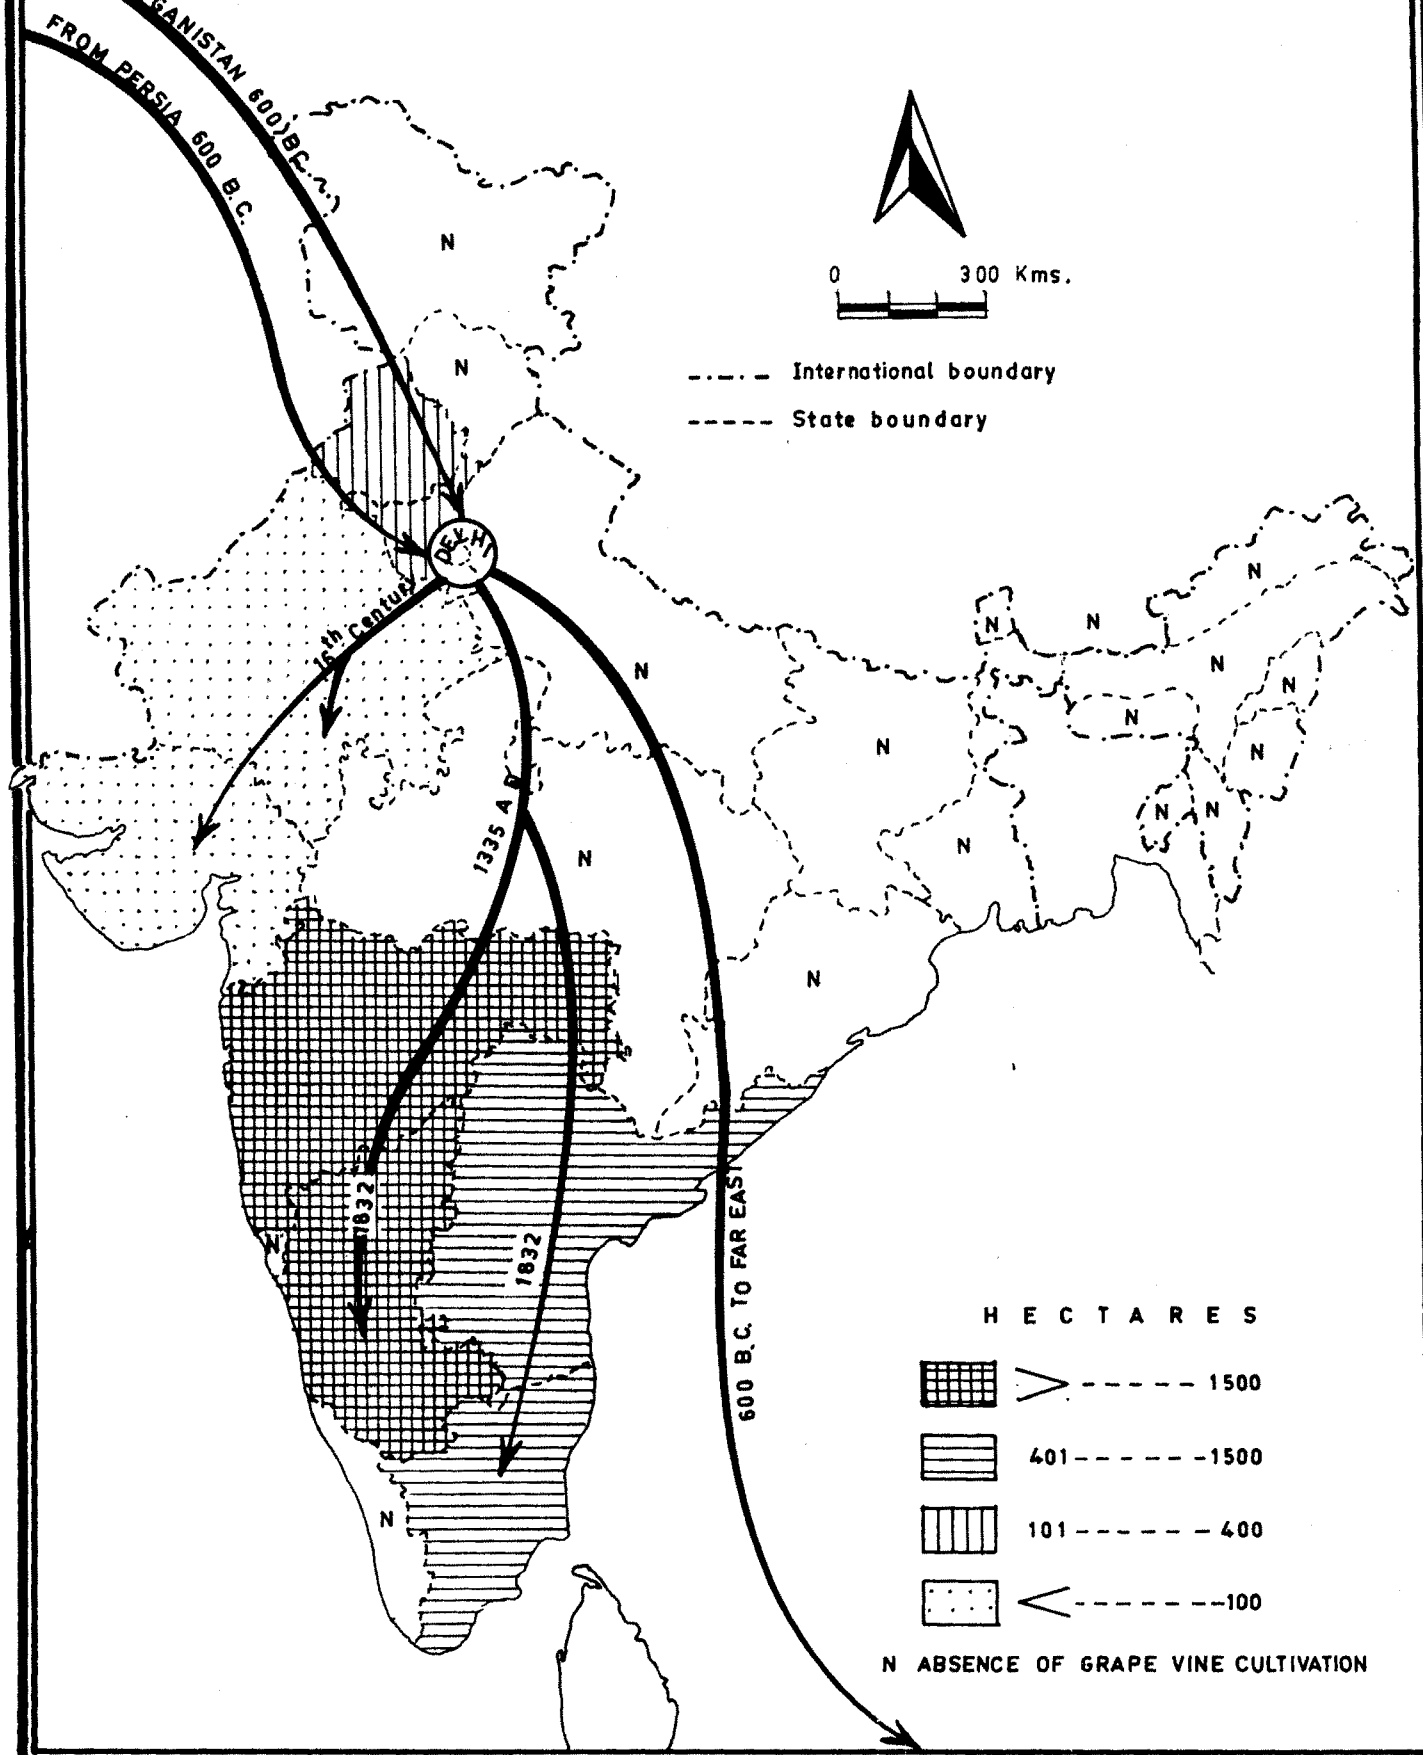 GANISTAN 600)B.C.
FROM PERSIA 600 B.C.
N
0 300 Kms.
N
International boundary
State boundary
DELHI
16th Century
N
N
N
N
N
N
N
N
N
N
N
N
1335 A D
N
N
N
1832
N
1832
600 B.C. TO FAR EAST
HECTARES
> ------ 1500
401-------1500
101------- 400
< -------100
N
N ABSENCE OF GRAPE VINE CULTIVATION